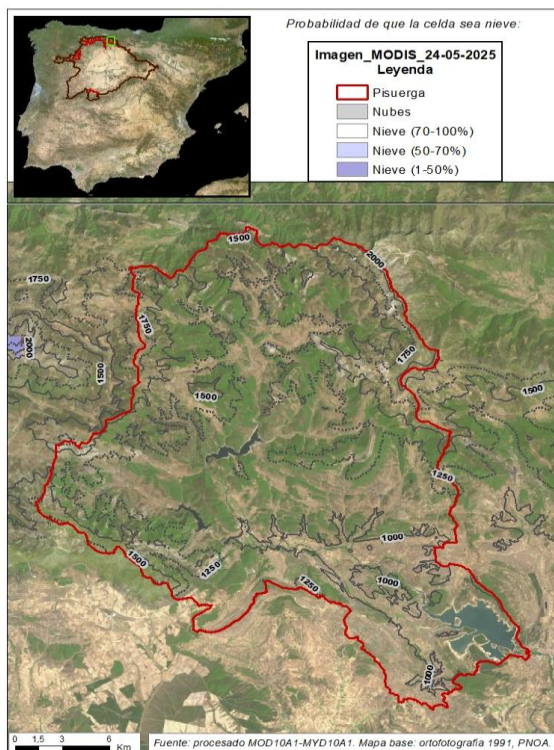 Probabilidad de que la celda sea nieve:
Imagen_MODIS_24-05-2025
Leyenda
Pisuerga
Nubes
Nieve (70-100%)
Nieve (50-70%)
Nieve (1-50%)
1500
2000
1750
1750
2000
1750
1500
1500
1500
1250
1000
1500
1250
1250
1000
1000
0 1,5 3 6
Km
Fuente: procesado MOD10A1-MYD10A1. Mapa base: ortofotografía 1991, PNOA